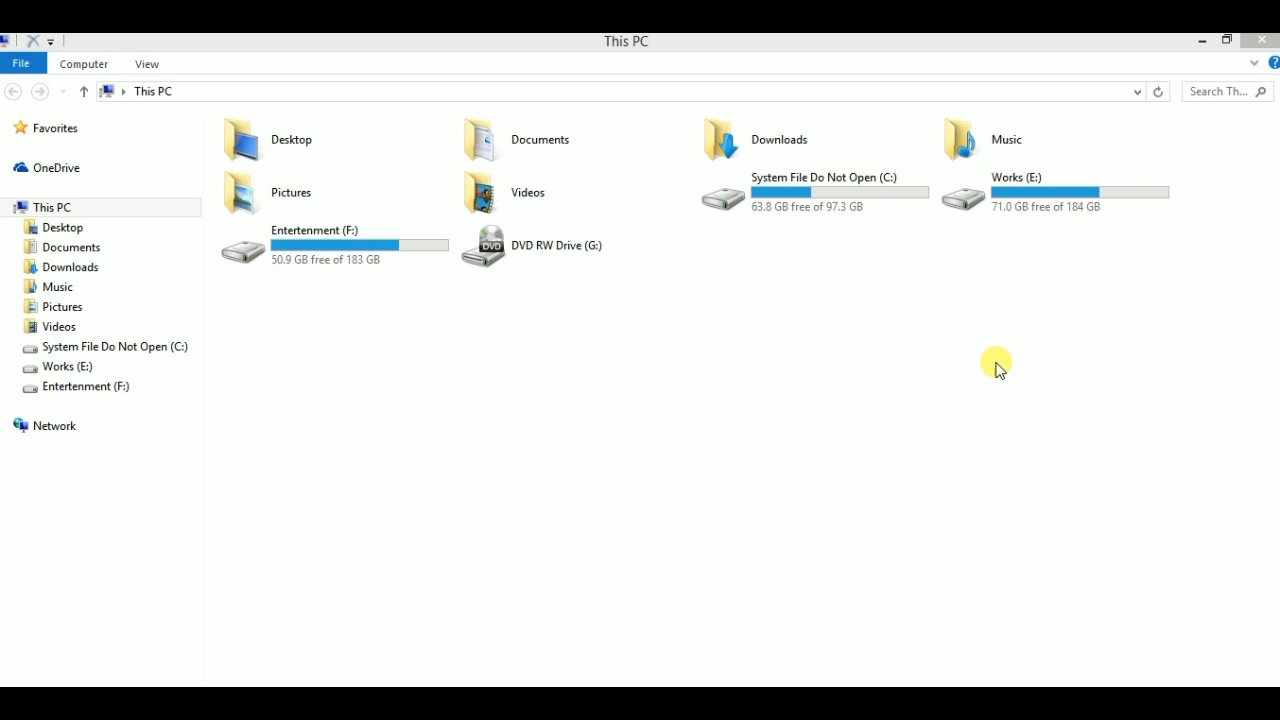 This PC
File Computer View
This PC
Search Th...
Favorites
OneDrive
This PC
Desktop
Documents
Downloads
Music
Pictures
Videos
System File Do Not Open (C:)
Works (E:)
Entertenment (F:)
Network
Desktop
Documents
Downloads
Music
Pictures
Videos
System File Do Not Open (C:)
63.8 GB free of 97.3 GB
Works (E:)
71.0 GB free of 184 GB
Entertenment (F:)
50.9 GB free of 183 GB
DVD
DVD RW Drive (G:)